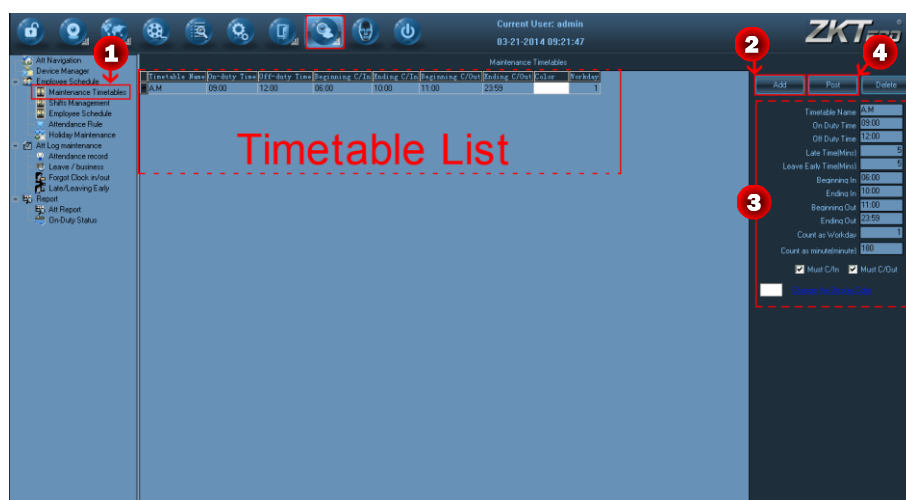 Current User: admin
03-21-2014 09:21:47
ZKTeco
1
2
4
Att Navigation
Device Manager
Employee Schedule
Maintenance Timetables
Shifts Management
Employee Schedule
Attendance Rule
Holiday Maintenance
Att Log maintenance
Attendance record
Leave / business
Forgot Clock in/out
Late/Leaving Early
Report
Att Report
On-Duty Status
Maintenance Timetables
Timetable Name On-duty Time Off-duty Time Beginning C/In Ending C/In Beginning C/Out Ending C/Out Color Workday
A.M 09:00 12:00 06:00 10:00 11:00 23:59 1
Timetable List
Add Post Delete
3
Timetable Name A.M
On Duty Time 09:00
Off Duty Time 12:00
Late Time(Mins) 5
Leave Early Time(Mins) 5
Beginning In 06:00
Ending In 10:00
Beginning Out 11:00
Ending Out 23:59
Count as Workday 1
Count as minute(minute) 180
Must C/In Must C/Out